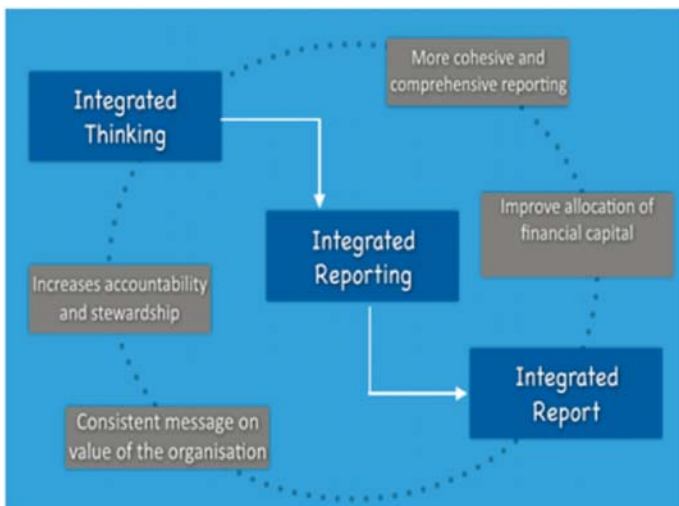 More cohesive and
comprehensive reporting
Integrated
Thinking
Improve allocation of
financial capital
Integrated
Reporting
Increases accountability
and stewardship
Integrated
Report
Consistent message on
value of the organisation